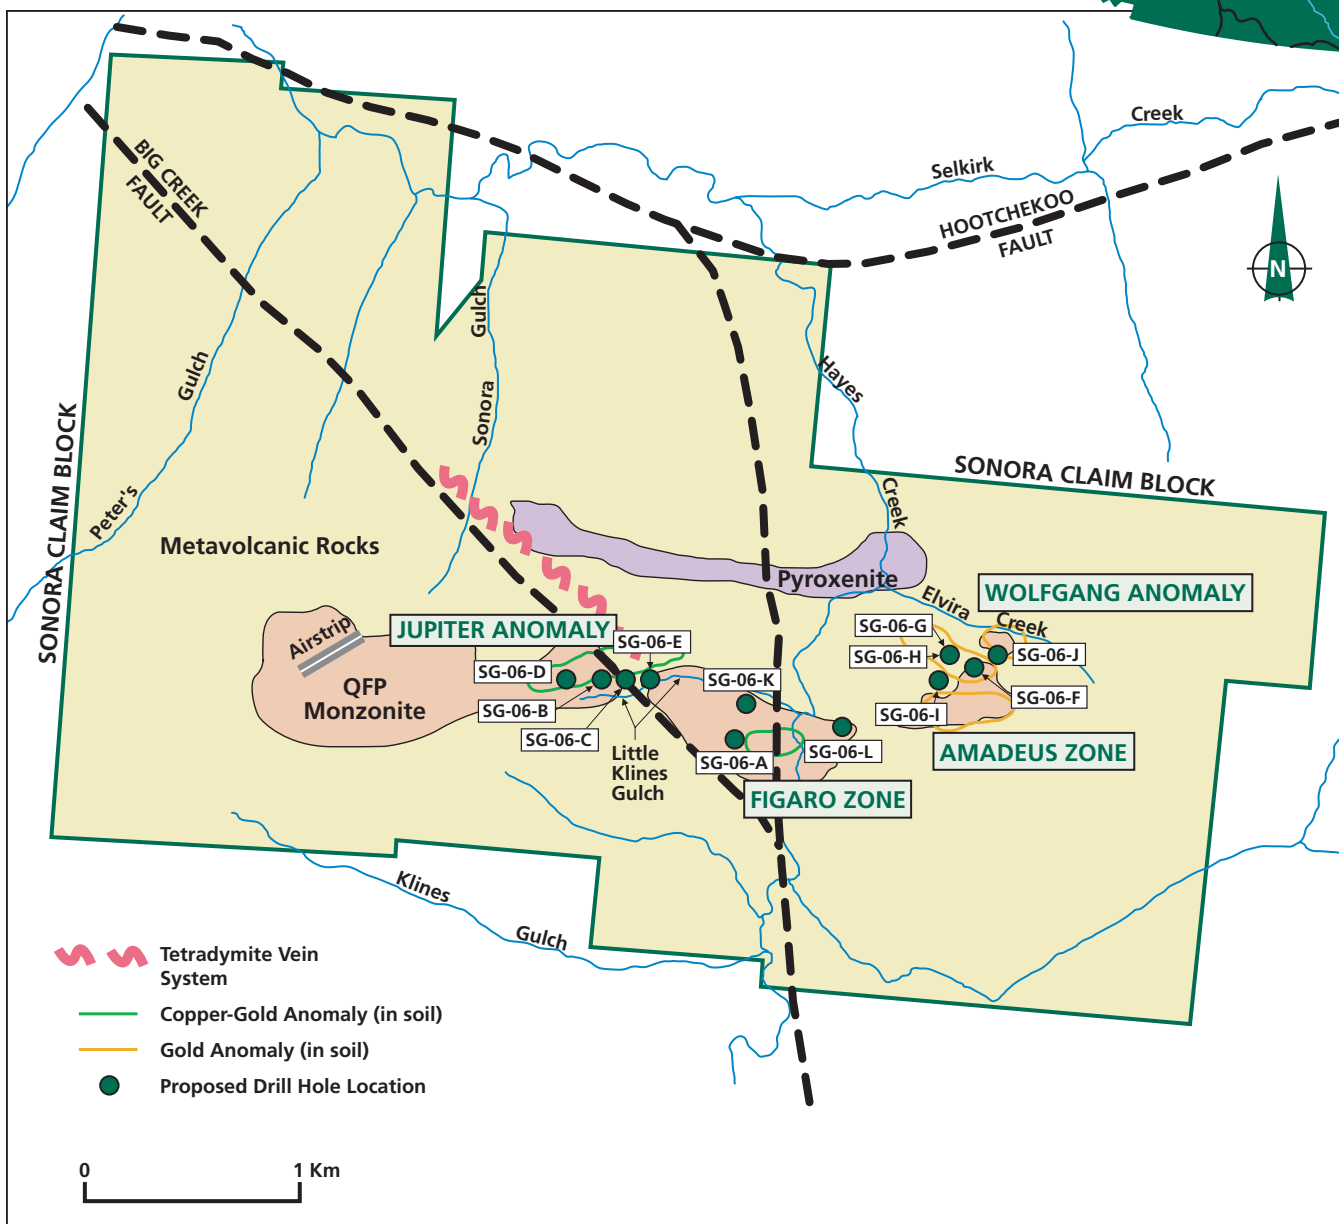 Creek
Selkirk
HOOTCHEKOO
FAULT
BIG CREEK
FAULT
N
Gulch
Sonora
Gulch
Peter's
Hayes
Creek
SONORA CLAIM BLOCK
SONORA CLAIM BLOCK
Metavolcanic Rocks
Pyroxenite
Elvira
Creek
WOLFGANG ANOMALY
Airstrip
QFP
Monzonite
JUPITER ANOMALY
SG-06-E
SG-06-D
SG-06-B
SG-06-C
SG-06-K
SG-06-A
SG-06-L
Little
Klines
Gulch
SG-06-G
SG-06-H
SG-06-J
SG-06-F
SG-06-I
AMADEUS ZONE
FIGARO ZONE
Klines
Gulch
Tetradymite Vein
System
Copper-Gold Anomaly (in soil)
Gold Anomaly (in soil)
Proposed Drill Hole Location
0 1 Km